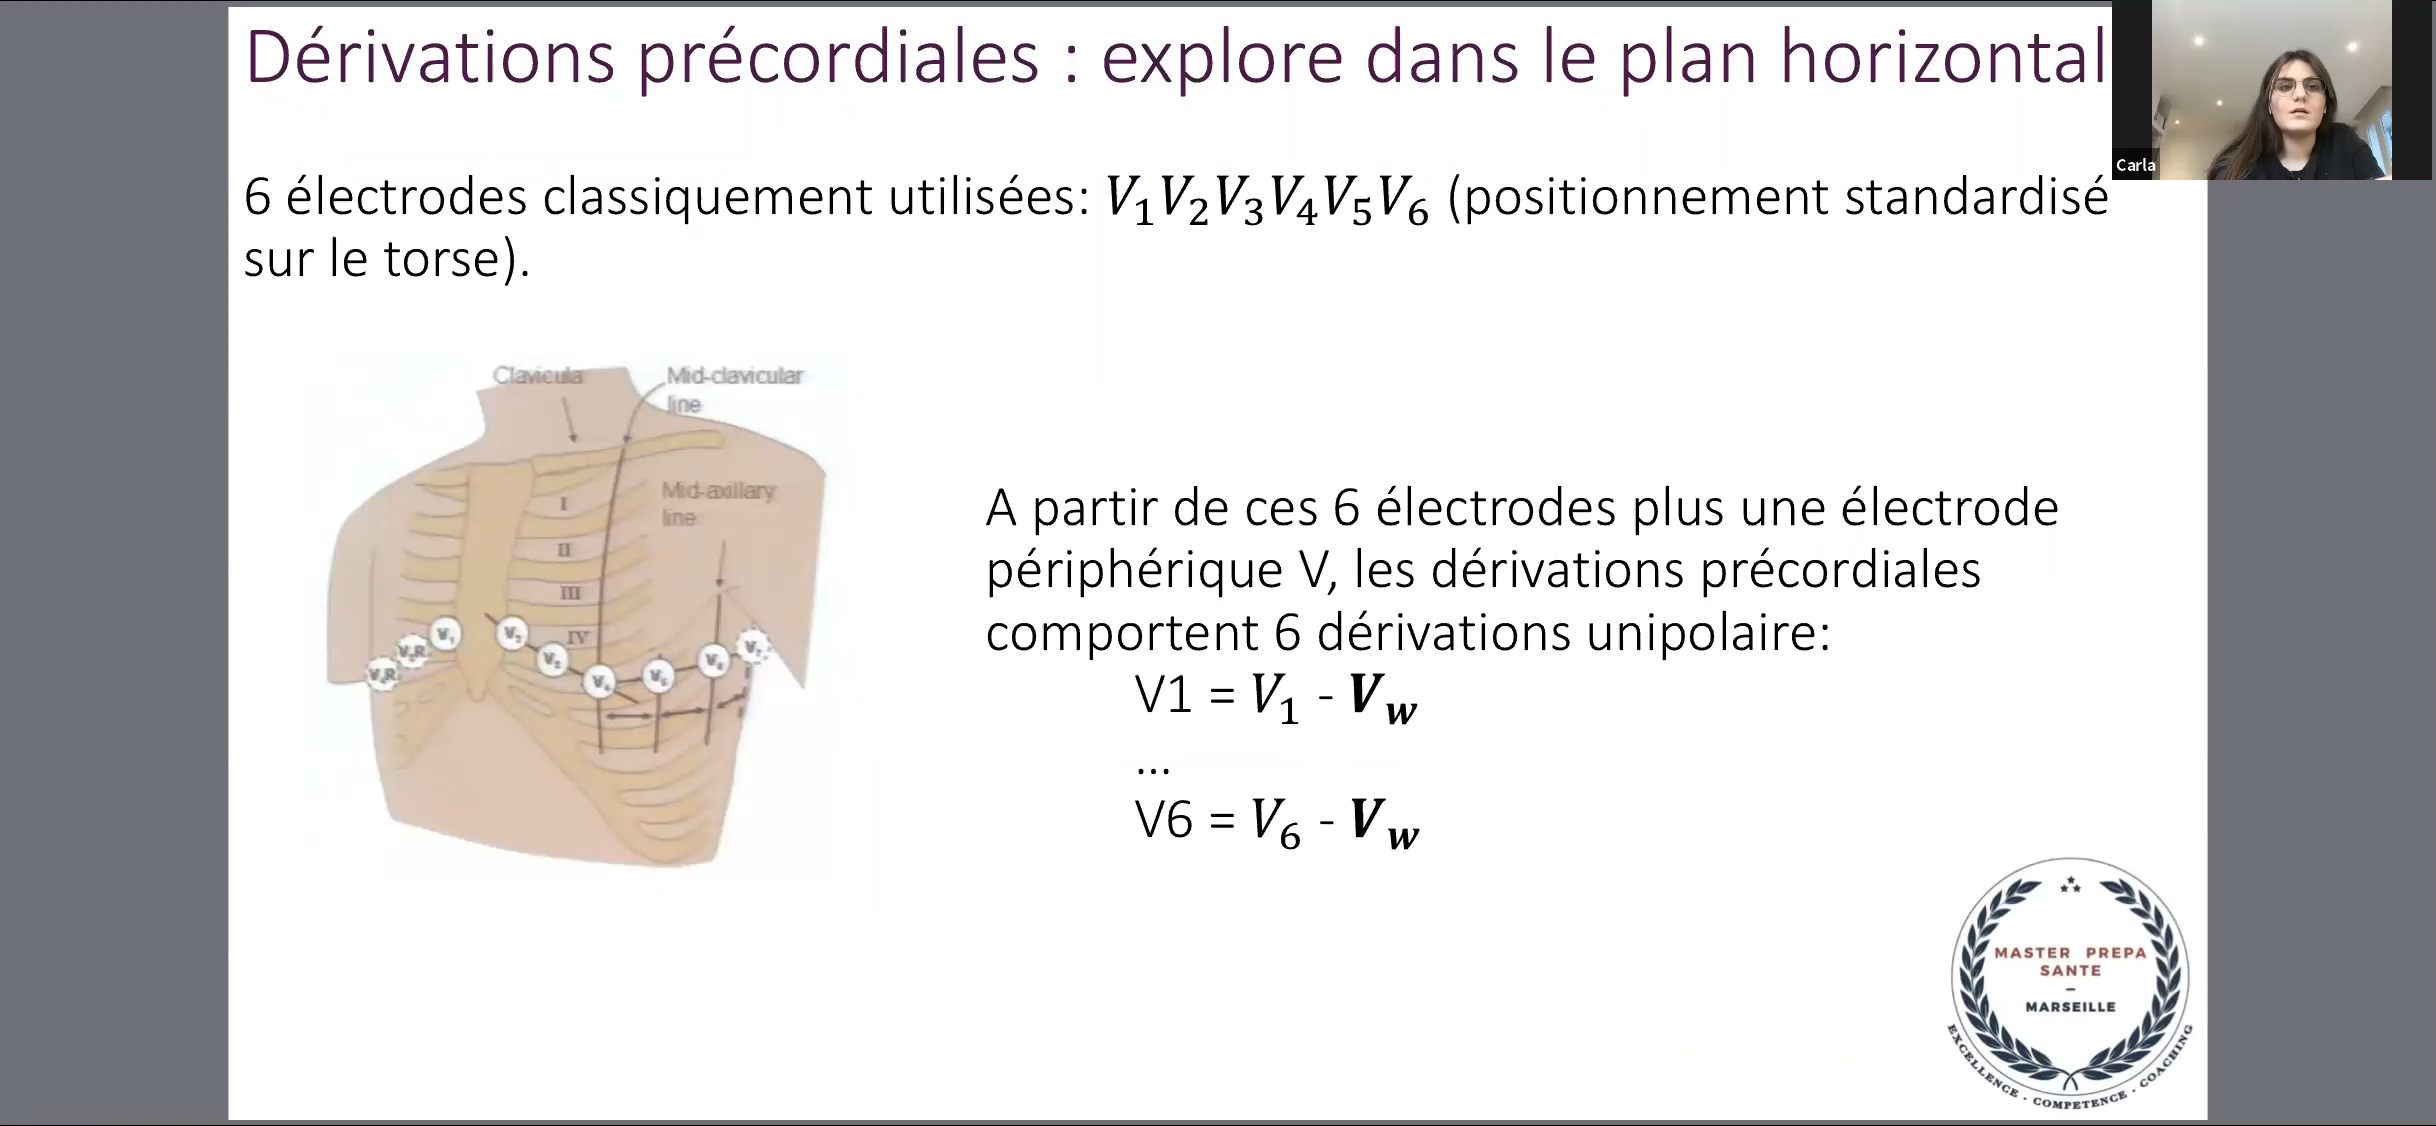 Dérivations précordiales : explore dans le plan horizontal
Carla
6 électrodes classiquement utilisées: V₁V₂V₃V₄V₅V₆ (positionnement standardisé
sur le torse).
Clavicula
Mid-clavicular
line
Mid-axillary
line
I
II
III
IV
V₁
V₂
V₅
V₇
A partir de ces 6 électrodes plus une électrode
périphérique V, les dérivations précordiales
comportent 6 dérivations unipolaire:
V1 = V₁ - V𝑤
...
V6 = V₆ - V𝑤
MASTER PREPA
SANTE
–
MARSEILLE
EXCELLENCE - COMPETENCE - COACHING